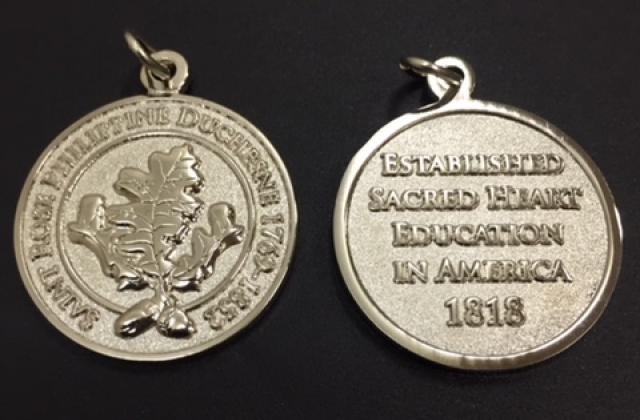 SAINT ROSE PHILIPPINE DUCHESNE 1769-1852
ESTABLISHED
SACRED HEART
EDUCATION
IN AMERICA
1818